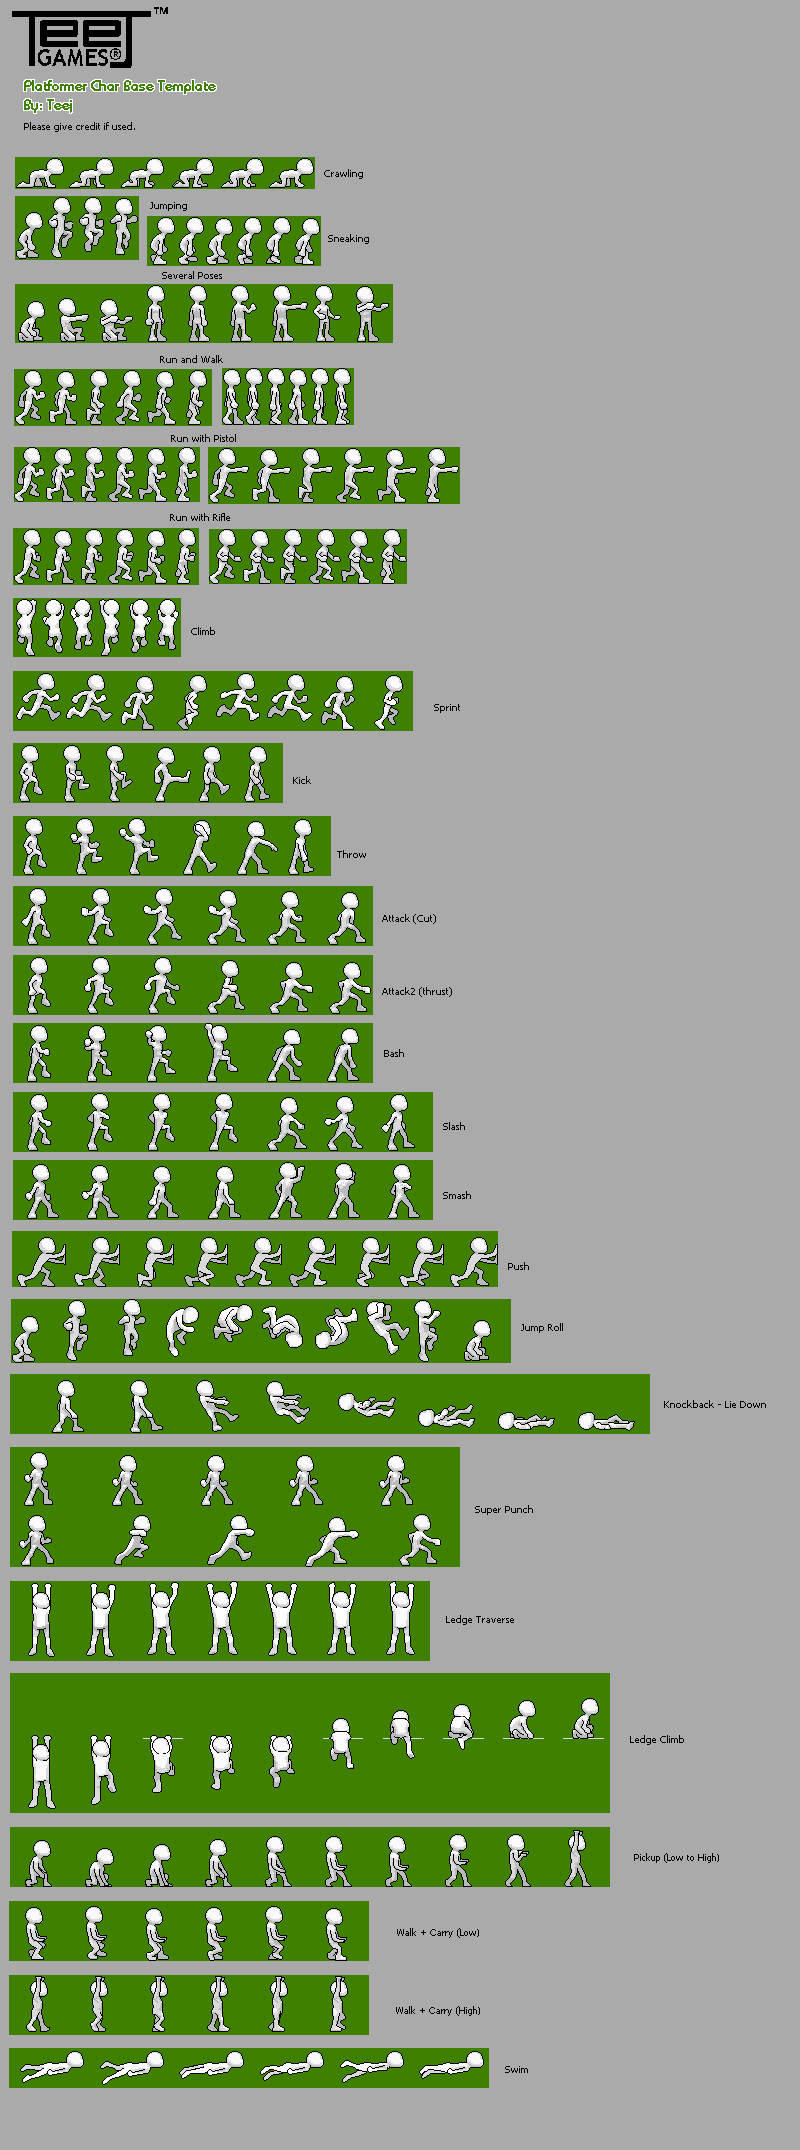 TeeJ TM
GAMES®
Platformer Char Base Template
By: Teej
Please give credit if used.
Crawling
Jumping
Sneaking
Several Poses
Run and Walk
Run with Pistol
Run with Rifle
Climb
Sprint
Kick
Throw
Attack (Cut)
Attack2 (thrust)
Bash
Slash
Smash
Push
Jump Roll
Knockback - Lie Down
Super Punch
Ledge Traverse
Ledge Climb
Pickup (Low to High)
Walk + Carry (Low)
Walk + Carry (High)
Swim